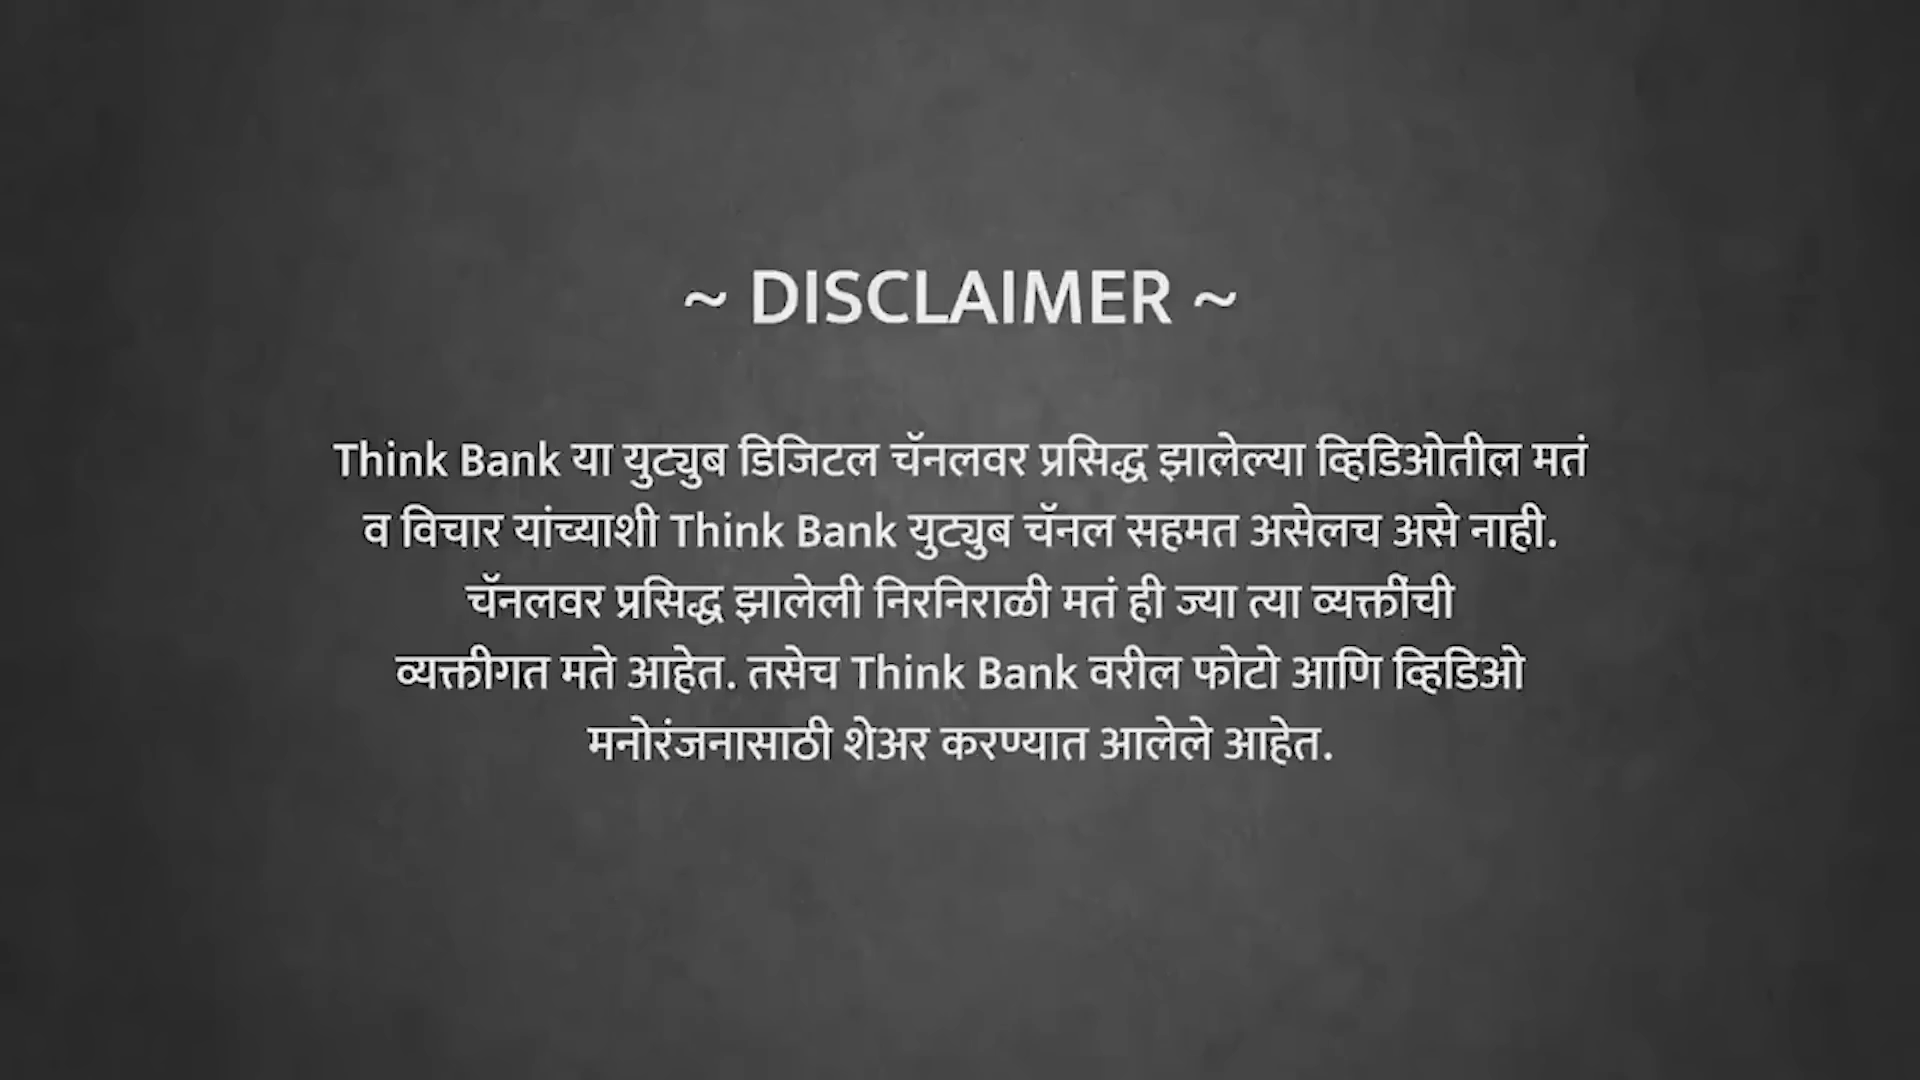 ~ DISCLAIMER ~
Think Bank या युट्युब डिजिटल चॅनलवर प्रसिद्ध झालेल्या व्हिडिओतील मतं
व विचार यांच्याशी Think Bank युट्युब चॅनल सहमत असेलच असे नाही.
चॅनलवर प्रसिद्ध झालेली निरनिराळी मतं ही ज्या त्या व्यक्तींची
व्यक्तीगत मते आहेत. तसेच Think Bank वरील फोटो आणि व्हिडिओ
मनोरंजनासाठी शेअर करण्यात आलेले आहेत.